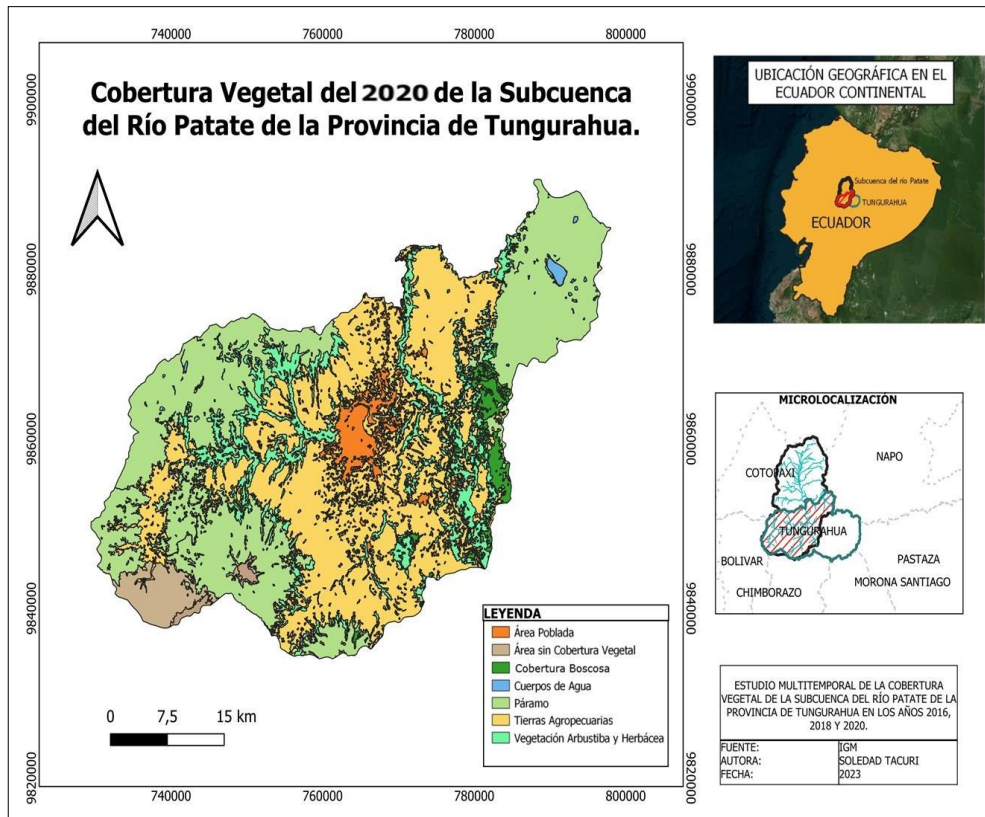 740000
760000
780000
800000
Cobertura Vegetal del 2020 de la Subcuenca
del Río Patate de la Provincia de Tungurahua.
9900000
9880000
9860000
9840000
9820000
9900000
9880000
9860000
9840000
9820000
0
7,5
15 km
LEYENDA
Área Poblada
Área sin Cobertura Vegetal
Cobertura Boscosa
Cuerpos de Agua
Páramo
Tierras Agropecuarias
Vegetación Arbustiba y Herbácea
740000
760000
780000
800000
UBICACIÓN GEOGRÁFICA EN EL
ECUADOR CONTINENTAL
Subcuenca del río Patate
TUNGURAHUA
ECUADOR
MICROLOCALIZACIÓN
NAPO
COTOPAXI
TUNGURAHUA
BOLIVAR
PASTAZA
MORONA SANTIAGO
CHIMBORAZO
ESTUDIO MULTITEMPORAL DE LA COBERTURA
VEGETAL DE LA SUBCUENCA DEL RÍO PATATE DE LA
PROVINCIA DE TUNGURAHUA EN LOS AÑOS 2016,
2018 Y 2020.
FUENTE: IGM
AUTORA: SOLEDAD TACURI
FECHA: 2023